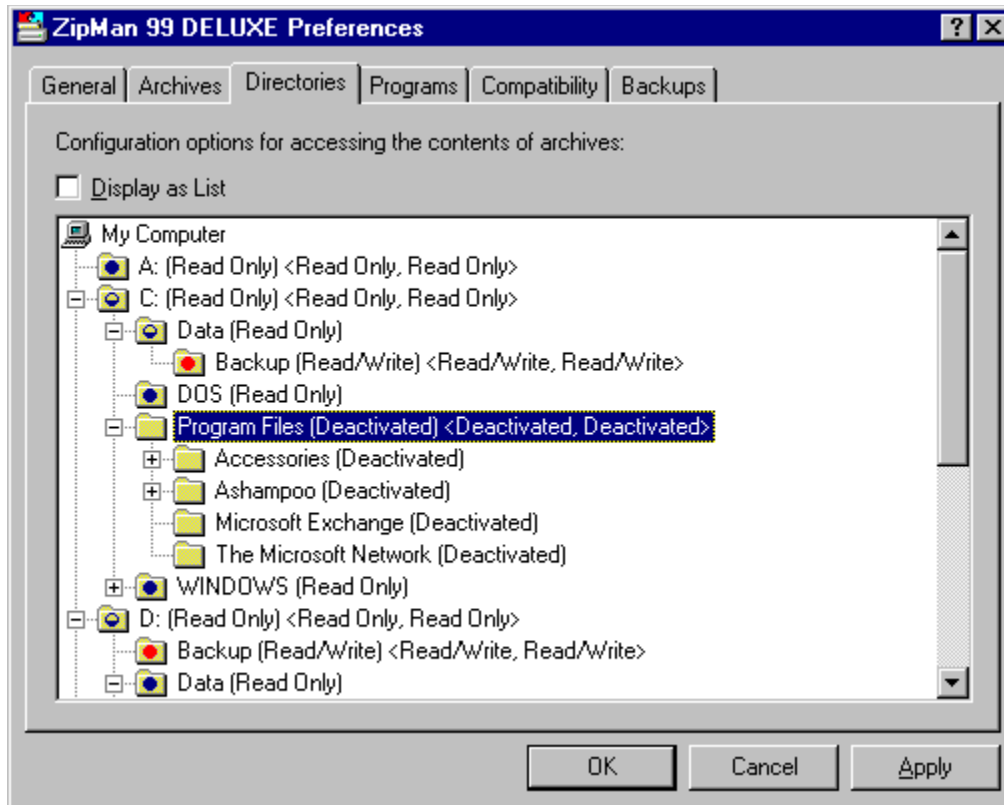 ZipMan 99 DELUXE Preferences
General Archives Directories Programs Compatibility Backups
Configuration options for accessing the contents of archives:
Display as List
My Computer
A: (Read Only) <Read Only, Read Only>
C: (Read Only) <Read Only, Read Only>
Data (Read Only)
Backup (Read/Write) <Read/Write, Read/Write>
DOS (Read Only)
Program Files (Deactivated) <Deactivated, Deactivated>
Accessories (Deactivated)
Ashampoo (Deactivated)
Microsoft Exchange (Deactivated)
The Microsoft Network (Deactivated)
WINDOWS (Read Only)
D: (Read Only) <Read Only, Read Only>
Backup (Read/Write) <Read/Write, Read/Write>
Data (Read Only)
OK Cancel Apply